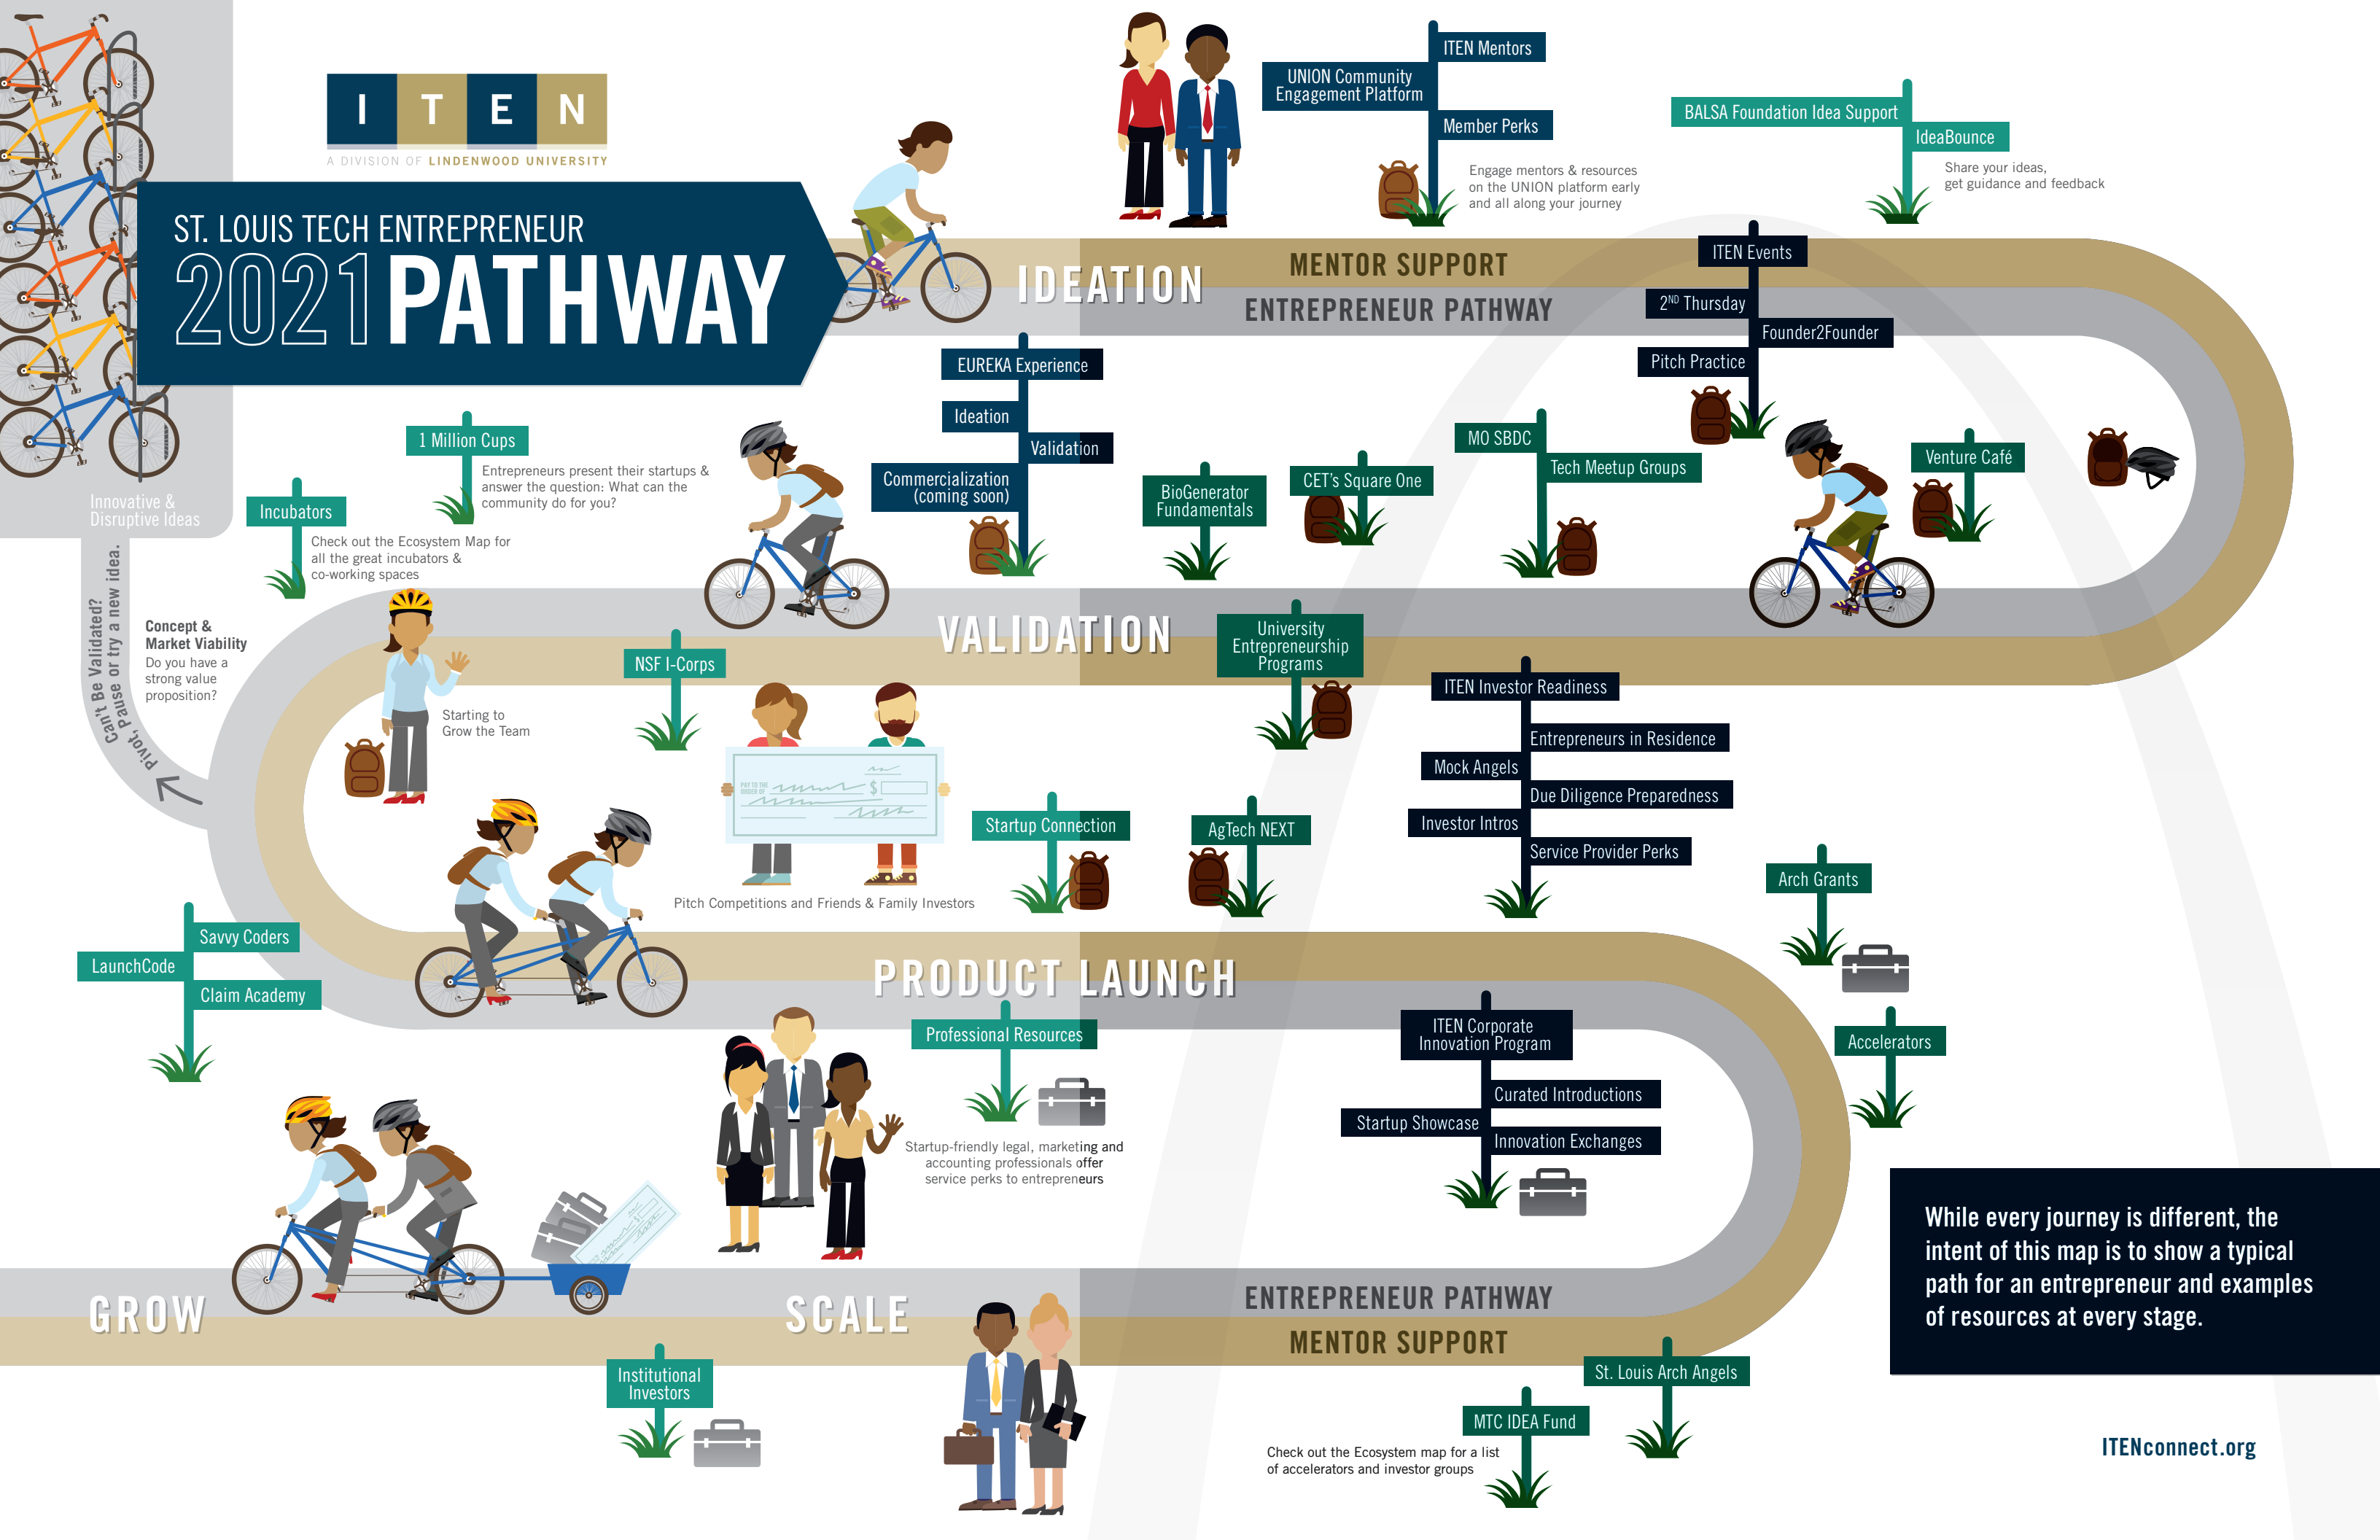 I T E N
A DIVISION OF LINDENWOOD UNIVERSITY
ST. LOUIS TECH ENTREPRENEUR
2021 PATHWAY
Innovative &
Disruptive Ideas
ITEN Mentors
UNION Community
Engagement Platform
Member Perks
Engage mentors & resources
on the UNION platform early
and all along your journey
BALSA Foundation Idea Support
IdeaBounce
Share your ideas,
get guidance and feedback
IDEATION
MENTOR SUPPORT
ENTREPRENEUR PATHWAY
ITEN Events
2ND Thursday
Founder2Founder
Pitch Practice
EUREKA Experience
Ideation
Validation
Commercialization
(coming soon)
1 Million Cups
Entrepreneurs present their startups &
answer the question: What can the
community do for you?
Incubators
Check out the Ecosystem Map for
all the great incubators &
co-working spaces
BioGenerator
Fundamentals
CET's Square One
MO SBDC
Tech Meetup Groups
Venture Café
Can't Be Validated?
Pivot, Pause or try a new idea.
Concept &
Market Viability
Do you have a
strong value
proposition?
VALIDATION
University
Entrepreneurship
Programs
NSF I-Corps
Starting to
Grow the Team
PAY TO THE
ORDER OF
$
Pitch Competitions and Friends & Family Investors
Startup Connection
AgTech NEXT
ITEN Investor Readiness
Entrepreneurs in Residence
Mock Angels
Due Diligence Preparedness
Investor Intros
Service Provider Perks
Arch Grants
Savvy Coders
LaunchCode
Claim Academy
PRODUCT LAUNCH
Professional Resources
Startup-friendly legal, marketing and
accounting professionals offer
service perks to entrepreneurs
ITEN Corporate
Innovation Program
Curated Introductions
Startup Showcase
Innovation Exchanges
Accelerators
While every journey is different, the
intent of this map is to show a typical
path for an entrepreneur and examples
of resources at every stage.
GROW
SCALE
ENTREPRENEUR PATHWAY
MENTOR SUPPORT
Institutional
Investors
St. Louis Arch Angels
MTC IDEA Fund
Check out the Ecosystem map for a list
of accelerators and investor groups
ITENconnect.org